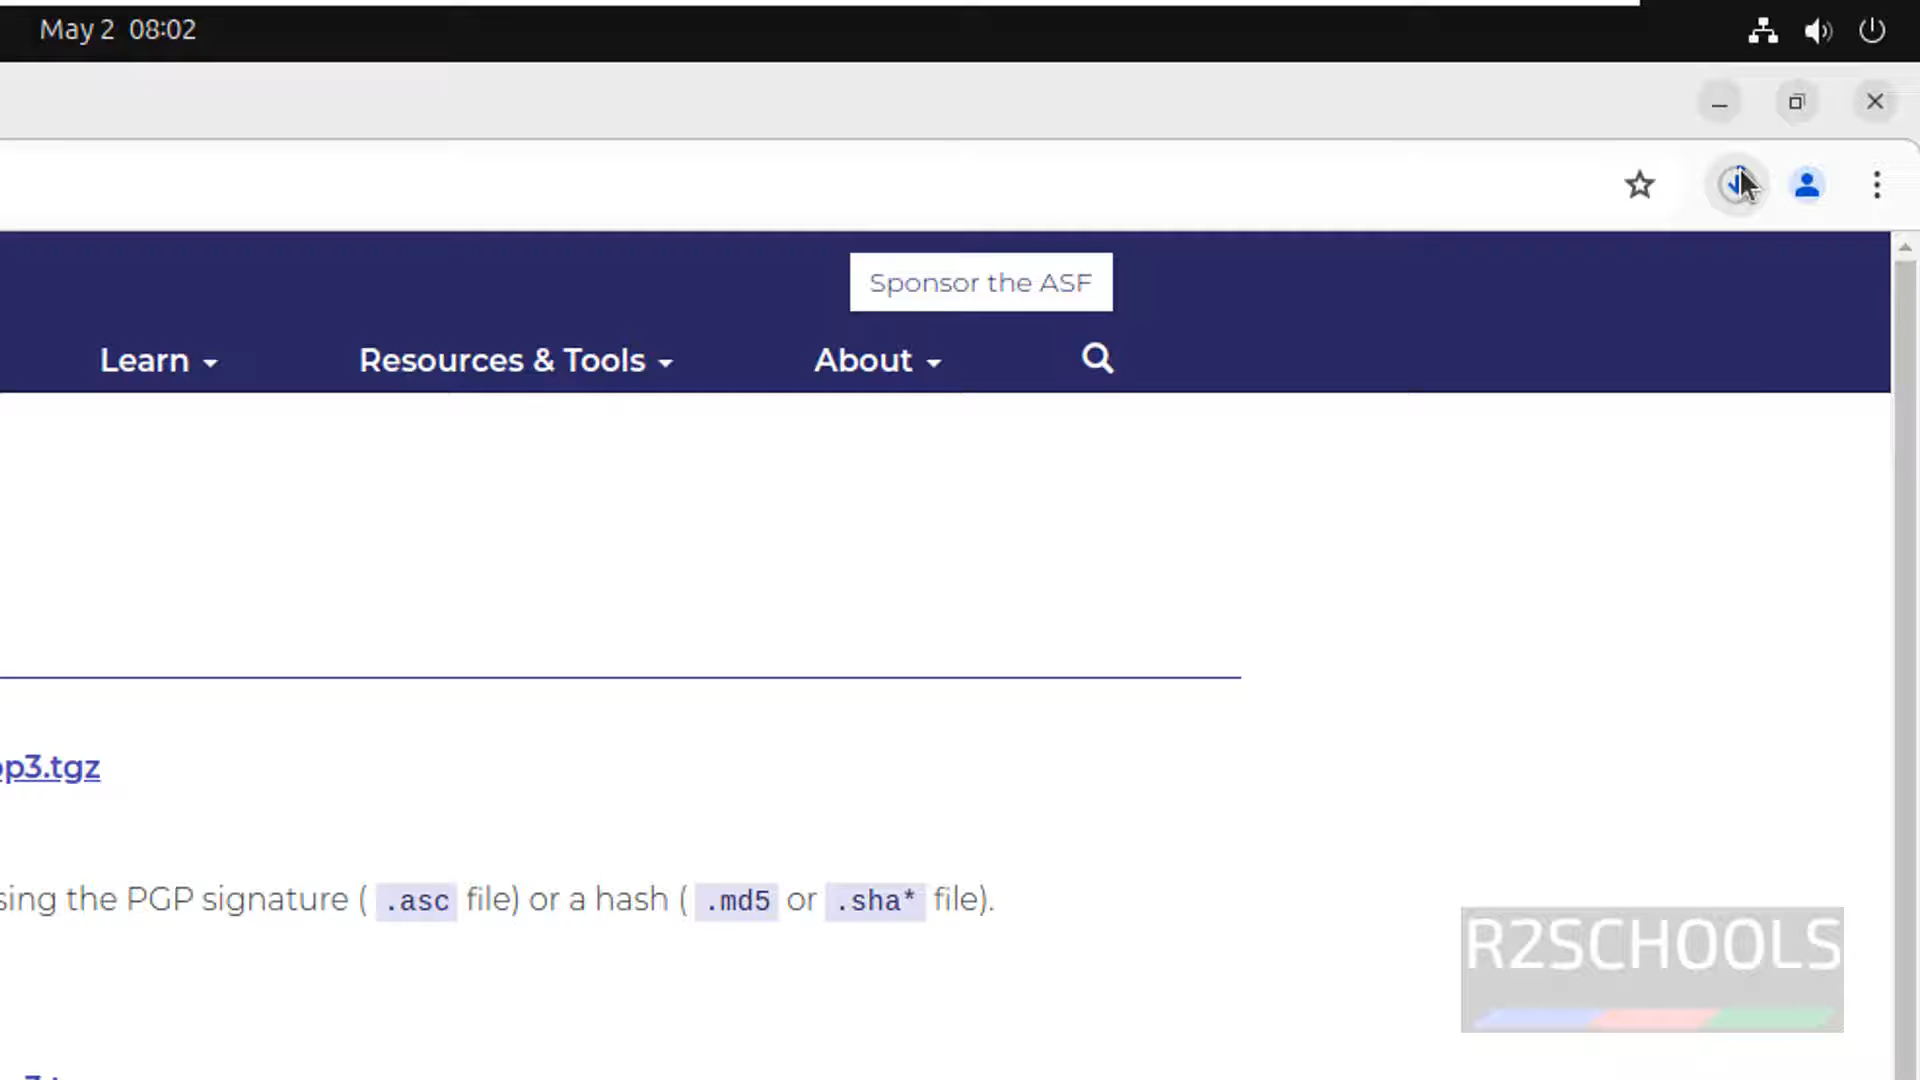 May 2 08:02
Sponsor the ASF
Learn
Resources & Tools
About
op3.tgz
sing the PGP signature ( .asc file) or a hash ( .md5 or .sha* file).
R2SCHOOLS